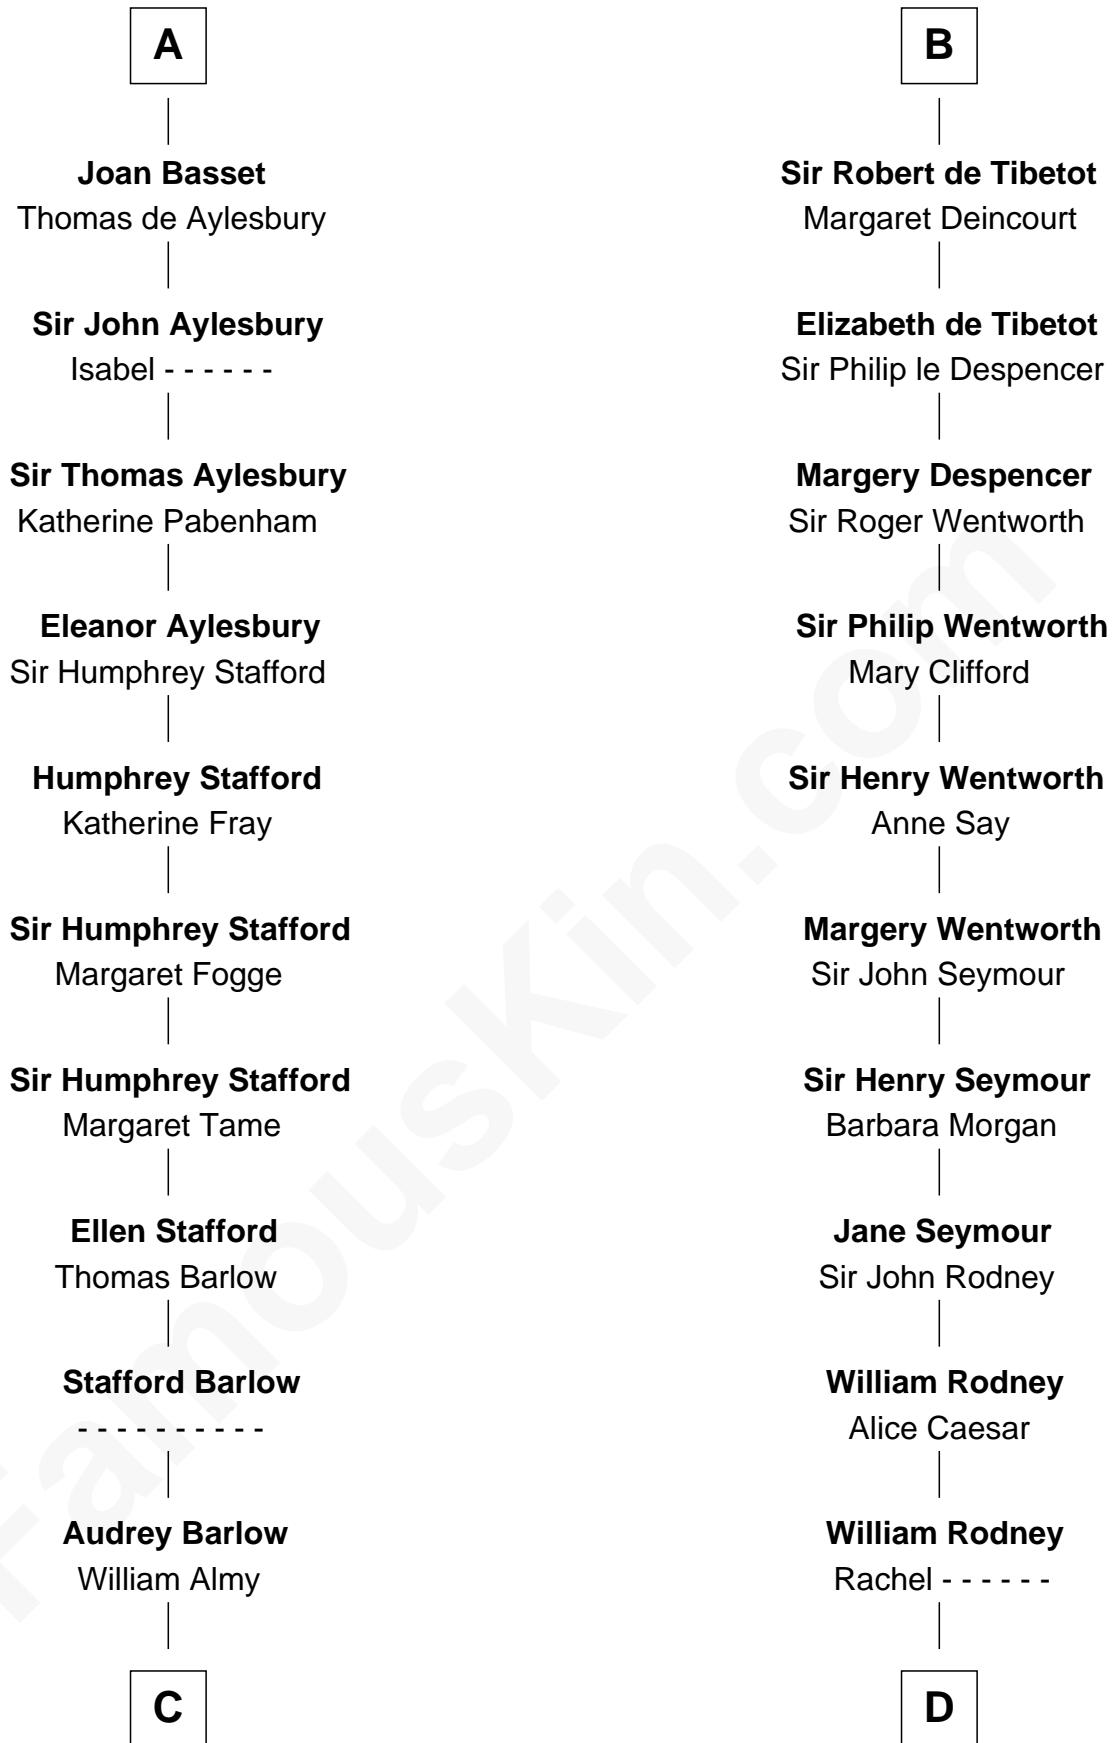 A
Joan Basset
Thomas de Aylesbury
Sir John Aylesbury
Isabel - - - - - -
Sir Thomas Aylesbury
Katherine Pabenham
Eleanor Aylesbury
Sir Humphrey Stafford
Humphrey Stafford
Katherine Fray
Sir Humphrey Stafford
Margaret Fogge
Sir Humphrey Stafford
Margaret Tame
Ellen Stafford
Thomas Barlow
Stafford Barlow
- - - - - - - - - -
Audrey Barlow
William Almy
C
B
Sir Robert de Tibetot
Margaret Deincourt
Elizabeth de Tibetot
Sir Philip le Despencer
Margery Despencer
Sir Roger Wentworth
Sir Philip Wentworth
Mary Clifford
Sir Henry Wentworth
Anne Say
Margery Wentworth
Sir John Seymour
Sir Henry Seymour
Barbara Morgan
Jane Seymour
Sir John Rodney
William Rodney
Alice Caesar
William Rodney
Rachel - - - - - -
D
FamousKin.com